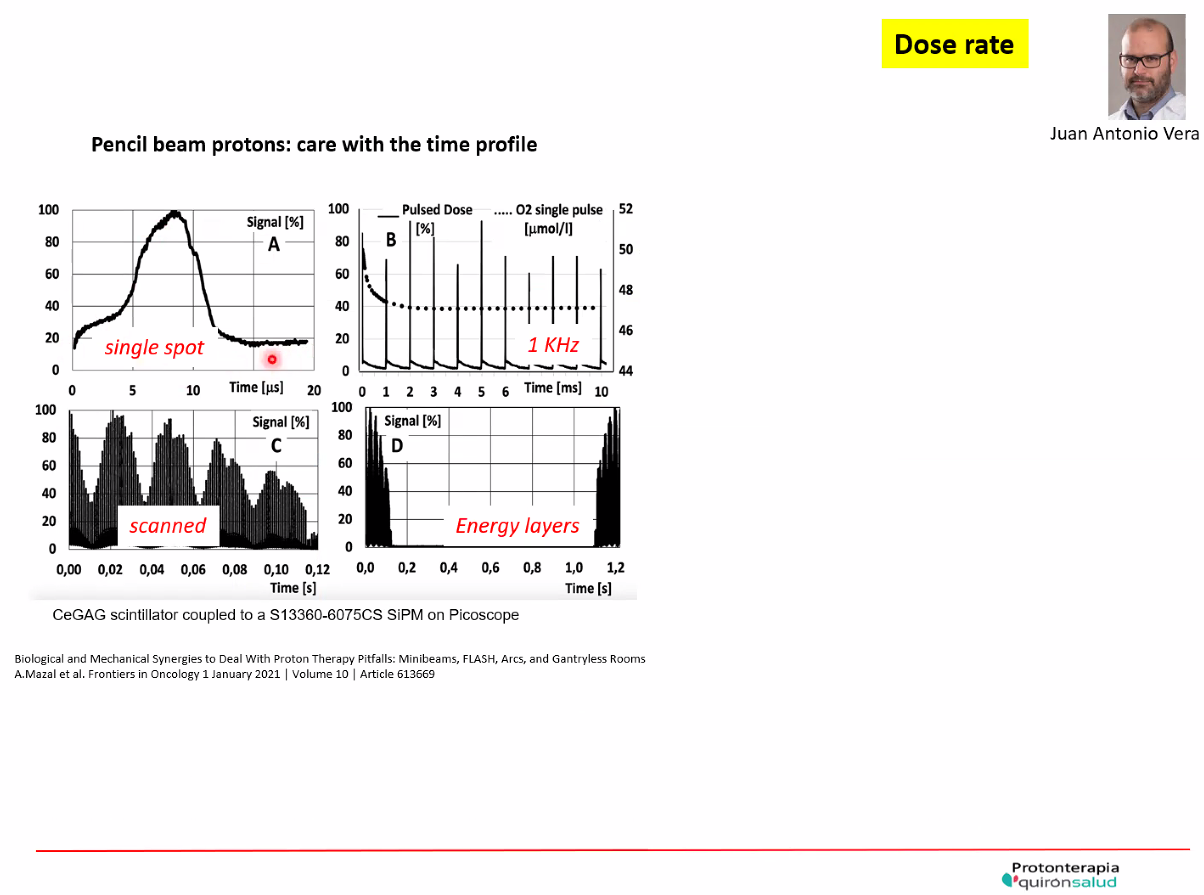 Dose rate
Juan Antonio Vera
Pencil beam protons: care with the time profile
100
80
60
40
20
0
Signal [%]
A
single spot
0 5 10 Time [µs] 20
100
80
60
40
20
0
Pulsed Dose ..... O2 single pulse
[%] [µmol/l]
B
52
50
48
46
44
1 KHz
0 1 2 3 4 5 6 Time [ms] 10
100
80
60
40
20
0
Signal [%]
C
scanned
0,00 0,02 0,04 0,06 0,08 0,10 0,12
Time [s]
100
80
60
40
20
0
Signal [%]
D
Energy layers
0,0 0,2 0,4 0,6 0,8 1,0 1,2
Time [s]
CeGAG scintillator coupled to a S13360-6075CS SiPM on Picoscope
Biological and Mechanical Synergies to Deal With Proton Therapy Pitfalls: Minibeams, FLASH, Arcs, and Gantryless Rooms
A.Mazal et al. Frontiers in Oncology 1 January 2021 | Volume 10 | Article 613669
Protonterapia
quirónsalud